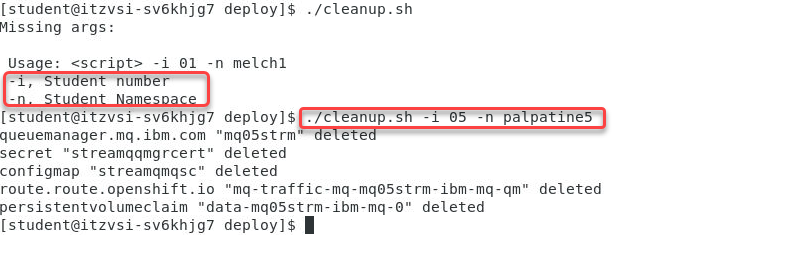 [student@itzvsi-sv6khjg7 deploy]$ ./cleanup.sh
Missing args:
Usage: <script> -i 01 -n melch1
-i, Student number
-n, Student Namespace
[student@itzvsi-sv6khjg7 deploy]$ ./cleanup.sh -i 05 -n palpatine5
queuemanager.mq.ibm.com "mq05strm" deleted
secret "streamqqmgrcert" deleted
configmap "streamqmqsc" deleted
route.route.openshift.io "mq-traffic-mq-mq05strm-ibm-mq-qm" deleted
persistentvolumeclaim "data-mq05strm-ibm-mq-0" deleted
[student@itzvsi-sv6khjg7 deploy]$